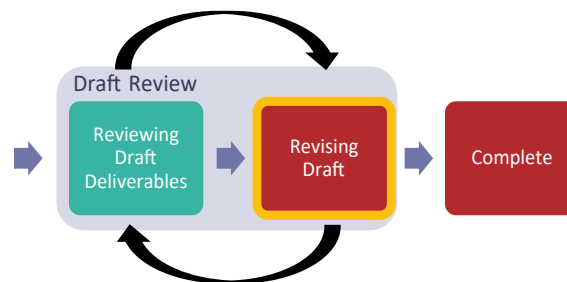 Draft Review
Reviewing
Draft
Deliverables
Revising
Draft
Complete